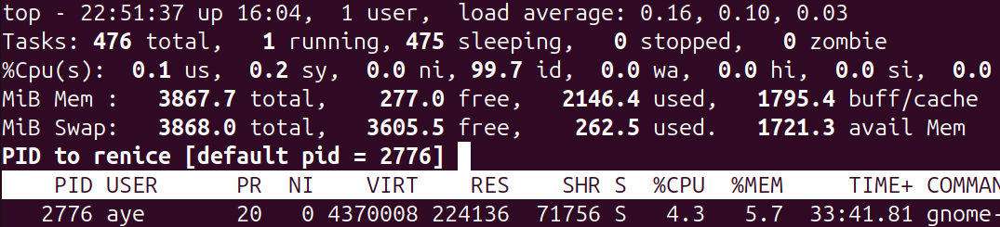 top - 22:51:37 up 16:04,  1 user,  load average: 0.16, 0.10, 0.03
Tasks: 476 total,   1 running, 475 sleeping,   0 stopped,   0 zombie
%Cpu(s):  0.1 us,  0.2 sy,  0.0 ni, 99.7 id,  0.0 wa,  0.0 hi,  0.0 si,  0.0
MiB Mem :   3867.7 total,    277.0 free,   2146.4 used,   1795.4 buff/cache
MiB Swap:   3868.0 total,   3605.5 free,    262.5 used.   1721.3 avail Mem
PID to renice [default pid = 2776]
PID USER      PR  NI    VIRT    RES    SHR S  %CPU  %MEM     TIME+ COMMAN
2776 aye       20   0 4370008 224136  71756 S   4.3   5.7  33:41.81 gnome-